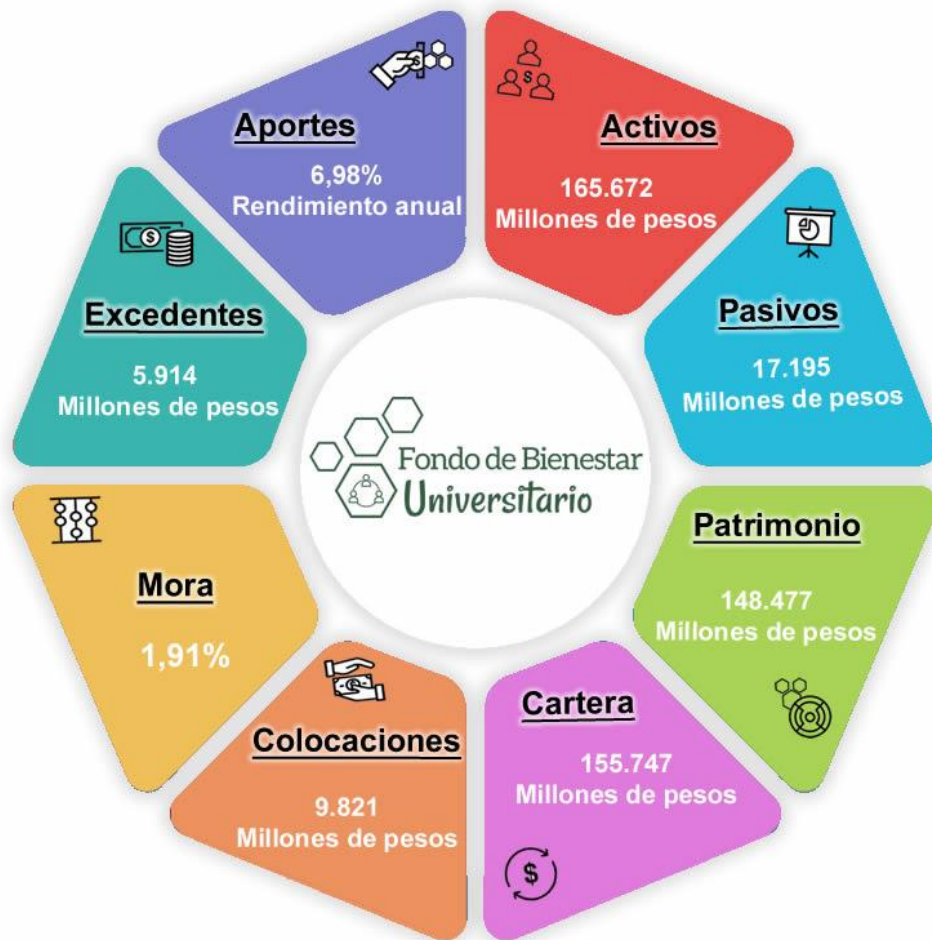 Aportes
6,98%
Rendimiento anual
Activos
165.672
Millones de pesos
Pasivos
17.195
Millones de pesos
Patrimonio
148.477
Millones de pesos
Cartera
155.747
Millones de pesos
Colocaciones
9.821
Millones de pesos
Mora
1,91%
Excedentes
5.914
Millones de pesos
Fondo de Bienestar
Universitario